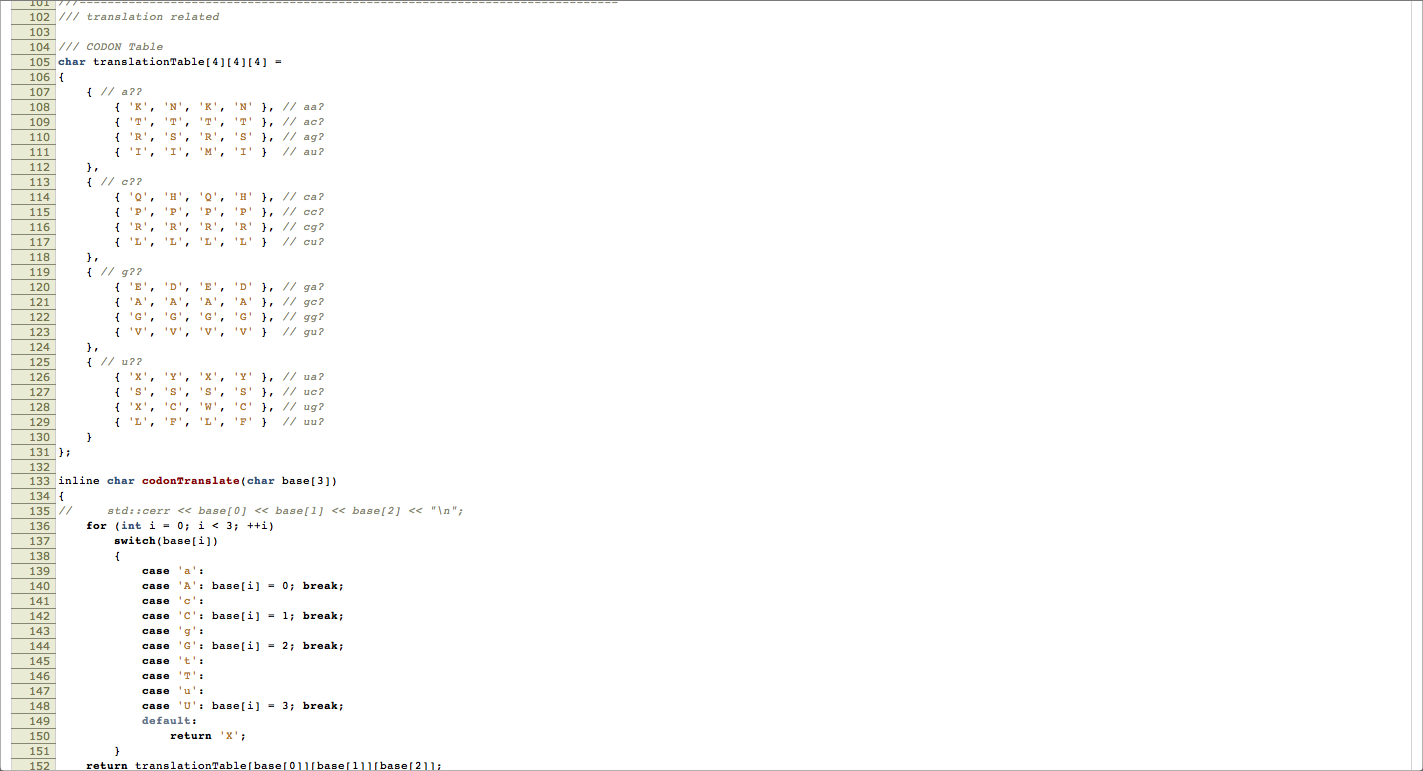 101 ///-----------------------------------------------------------------------------
102 /// translation related
103
104 /// CODON Table
105 char translationTable[4][4][4] =
106 {
107     { // a??
108         { 'K', 'N', 'K', 'N' }, // aa?
109         { 'T', 'T', 'T', 'T' }, // ac?
110         { 'R', 'S', 'R', 'S' }, // ag?
111         { 'I', 'I', 'M', 'I' }  // au?
112     },
113     { // c??
114         { 'Q', 'H', 'Q', 'H' }, // ca?
115         { 'P', 'P', 'P', 'P' }, // cc?
116         { 'R', 'R', 'R', 'R' }, // cg?
117         { 'L', 'L', 'L', 'L' }  // cu?
118     },
119     { // g??
120         { 'E', 'D', 'E', 'D' }, // ga?
121         { 'A', 'A', 'A', 'A' }, // gc?
122         { 'G', 'G', 'G', 'G' }, // gg?
123         { 'V', 'V', 'V', 'V' }  // gu?
124     },
125     { // u??
126         { 'X', 'Y', 'X', 'Y' }, // ua?
127         { 'S', 'S', 'S', 'S' }, // uc?
128         { 'X', 'C', 'W', 'C' }, // ug?
129         { 'L', 'F', 'L', 'F' }  // uu?
130     }
131 };
132
133 inline char codonTranslate(char base[3])
134 {
135 //     std::cerr << base[0] << base[1] << base[2] << "\n";
136     for (int i = 0; i < 3; ++i)
137         switch(base[i])
138         {
139             case 'a':
140             case 'A': base[i] = 0; break;
141             case 'c':
142             case 'C': base[i] = 1; break;
143             case 'g':
144             case 'G': base[i] = 2; break;
145             case 't':
146             case 'T':
147             case 'u':
148             case 'U': base[i] = 3; break;
149             default:
150                 return 'X';
151         }
152     return translationTable[base[0]][base[1]][base[2]];